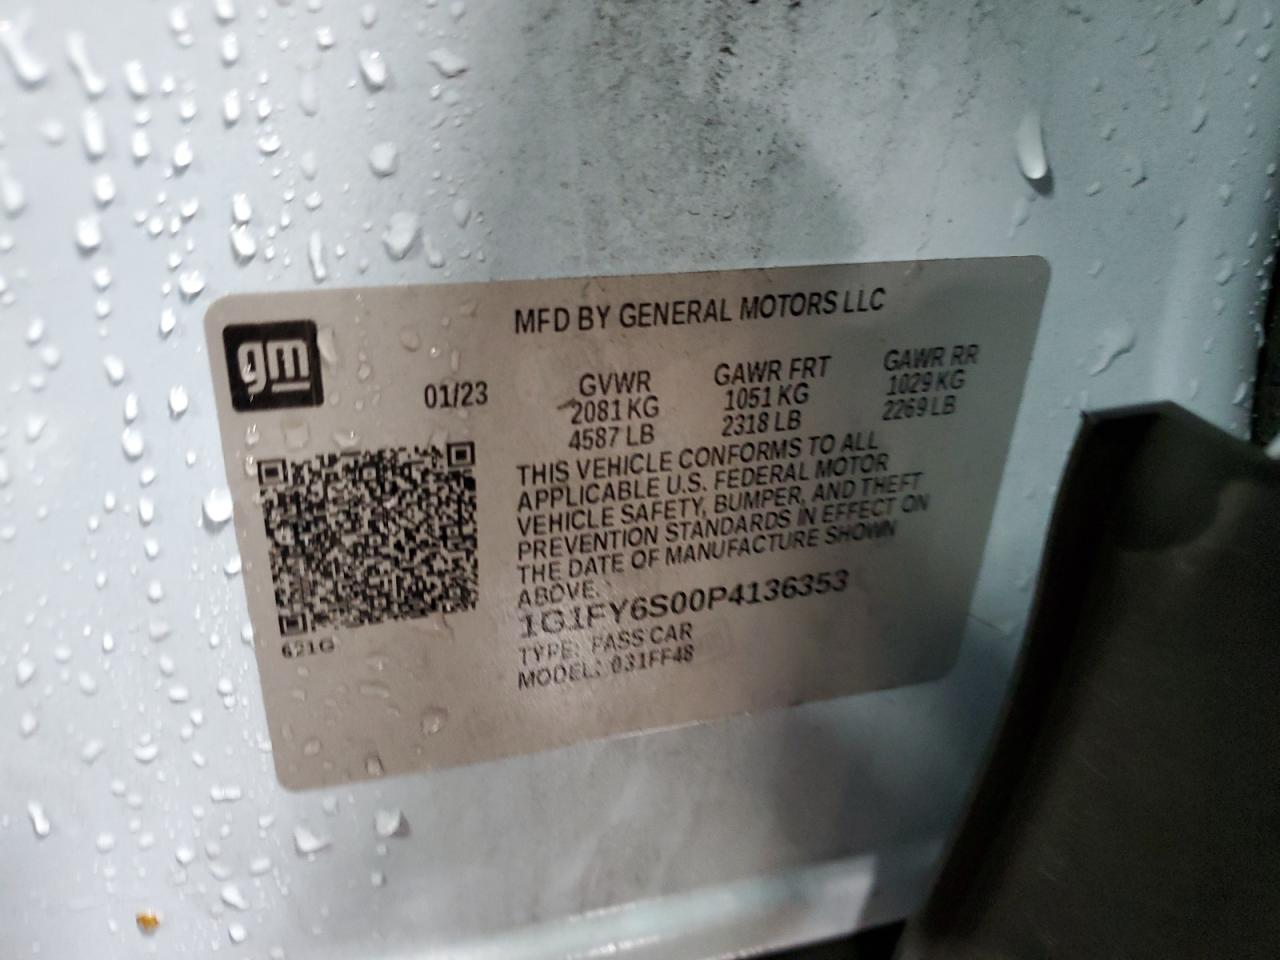 MFD BY GENERAL MOTORS LLC
gm
01/23
GVWR GAWR FRT GAWR RR
2081 KG 1051 KG 1029 KG
4587 LB 2318 LB 2269 LB
THIS VEHICLE CONFORMS TO ALL
APPLICABLE U.S. FEDERAL MOTOR
VEHICLE SAFETY, BUMPER, AND THEFT
PREVENTION STANDARDS IN EFFECT ON
THE DATE OF MANUFACTURE SHOWN
ABOVE.
1G1FY6S00P4136353
TYPE: PASS CAR
MODEL: 031FF48
621G